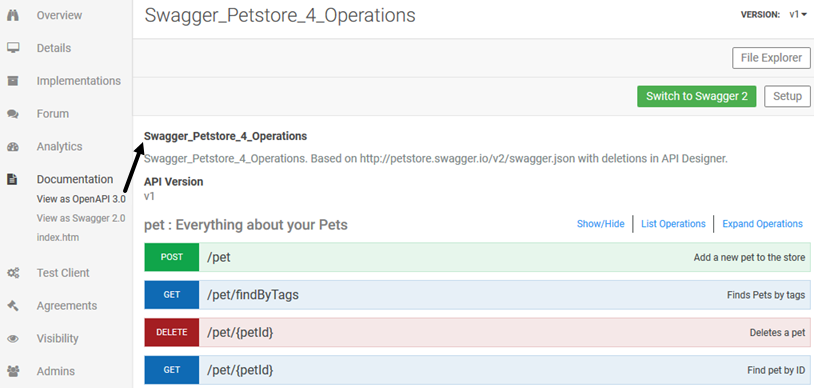 Overview
Details
Implementations
Forum
Analytics
Documentation
View as OpenAPI 3.0
View as Swagger 2.0
index.htm
Test Client
Agreements
Visibility
Admins
Swagger_Petstore_4_Operations
VERSION: v1
File Explorer
Switch to Swagger 2 Setup
Swagger_Petstore_4_Operations
Swagger_Petstore_4_Operations. Based on http://petstore.swagger.io/v2/swagger.json with deletions in API Designer.
API Version
v1
pet : Everything about your Pets Show/Hide List Operations Expand Operations
POST /pet Add a new pet to the store
GET /pet/findByTags Finds Pets by tags
DELETE /pet/{petId} Deletes a pet
GET /pet/{petId} Find pet by ID